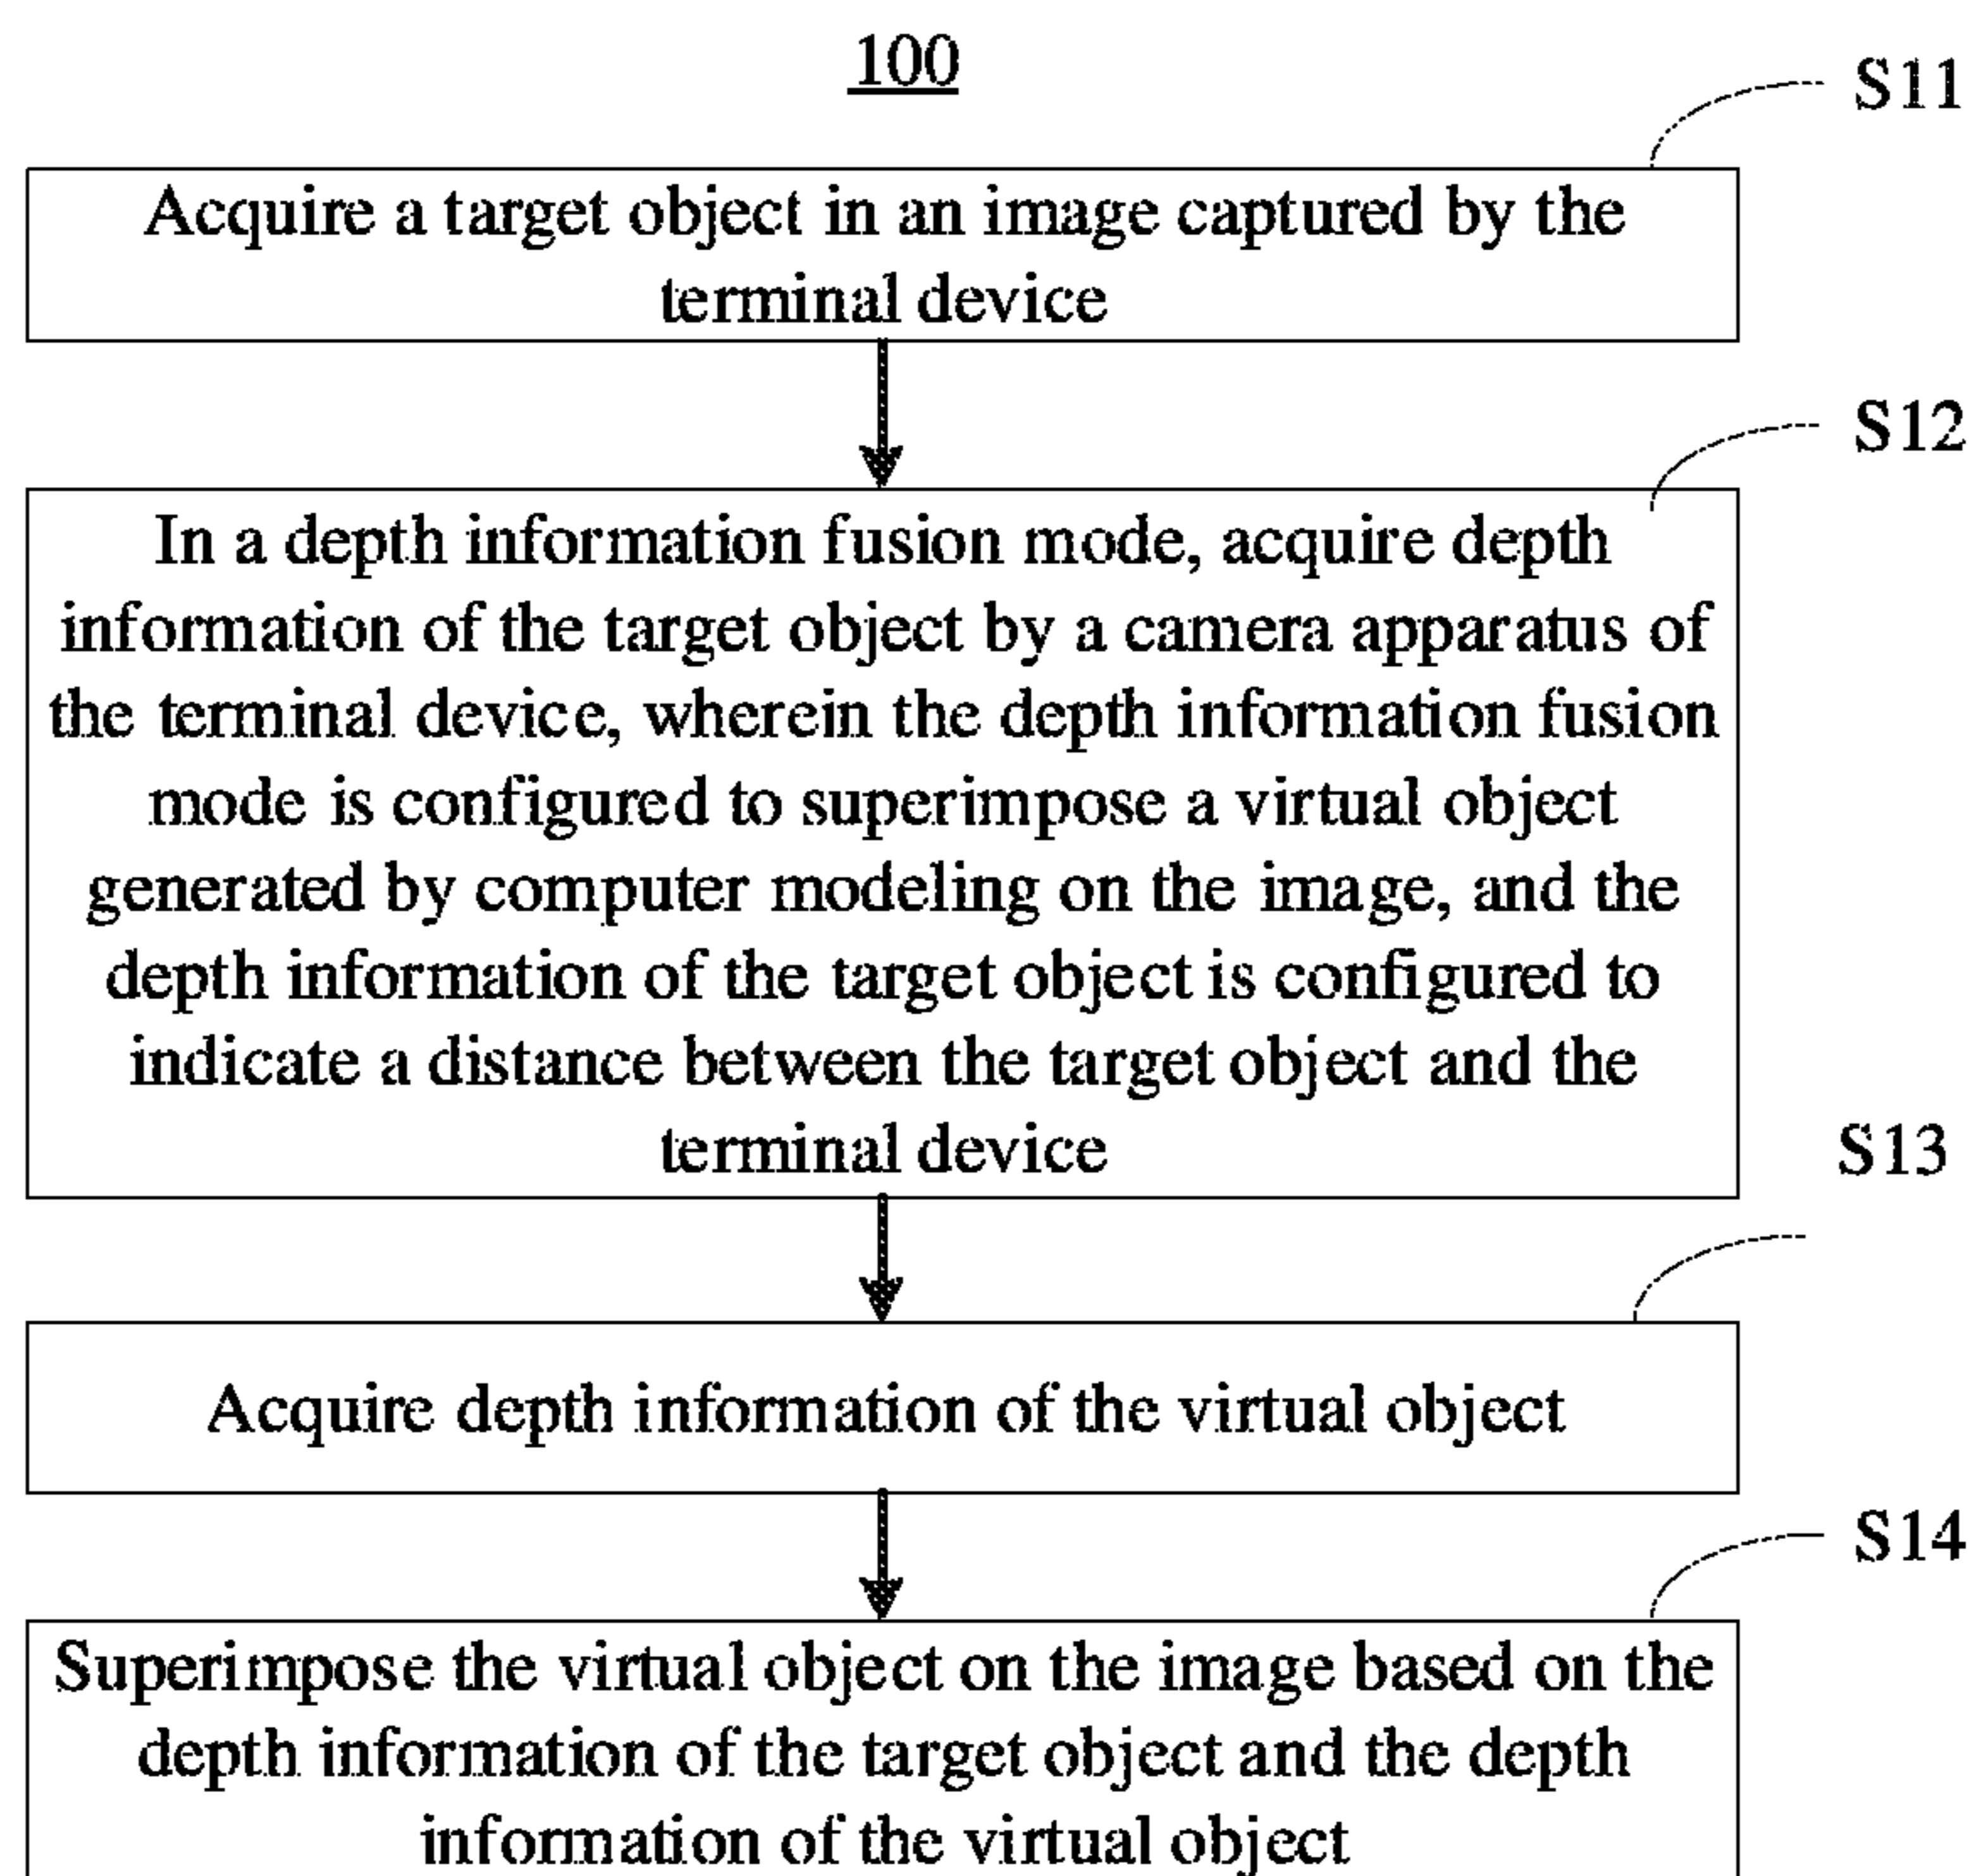 100
S11
Acquire a target object in an image captured by the
terminal device
S12
In a depth information fusion mode, acquire depth
information of the target object by a camera apparatus of
the terminal device, wherein the depth information fusion
mode is configured to superimpose a virtual object
generated by computer modeling on the image, and the
depth information of the target object is configured to
indicate a distance between the target object and the
terminal device
S13
Acquire depth information of the virtual object
S14
Superimpose the virtual object on the image based on the
depth information of the target object and the depth
information of the virtual object